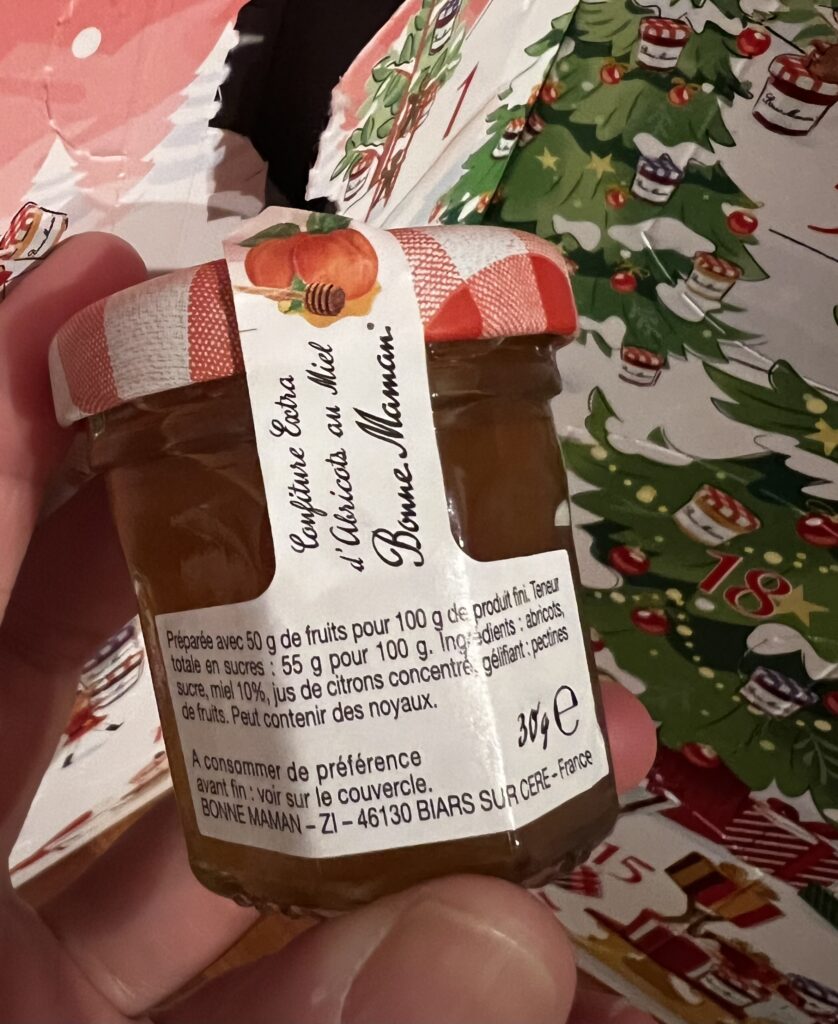 1
Confiture Extra
d'Abricots au Miel
Bonne Maman.
Préparée avec 50 g de fruits pour 100 g de produit fini. Teneur
totale en sucres : 55 g pour 100 g. Ingrédients : abricots,
sucre, miel 10%, jus de citrons concentré, gélifiant : pectines
de fruits. Peut contenir des noyaux.
30g e
A consommer de préférence
avant fin : voir sur le couvercle.
BONNE MAMAN – ZI – 46130 BIARS SUR CERE - France
18
15